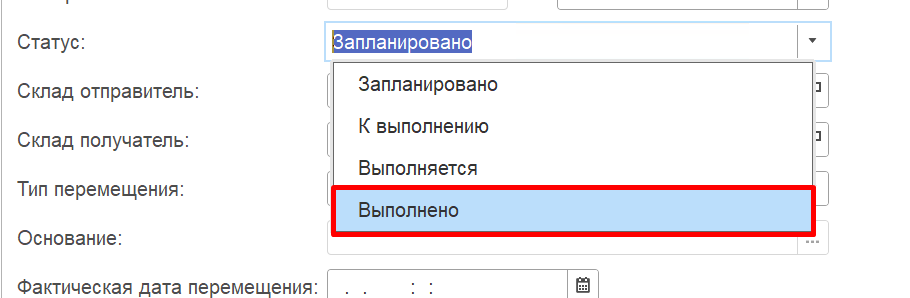 Статус: Запланировано
Запланировано
Склад отправитель:
К выполнению
Склад получатель:
Выполняется
Тип перемещения:
Выполнено
Основание: ...
Фактическая дата перемещения: . . : :